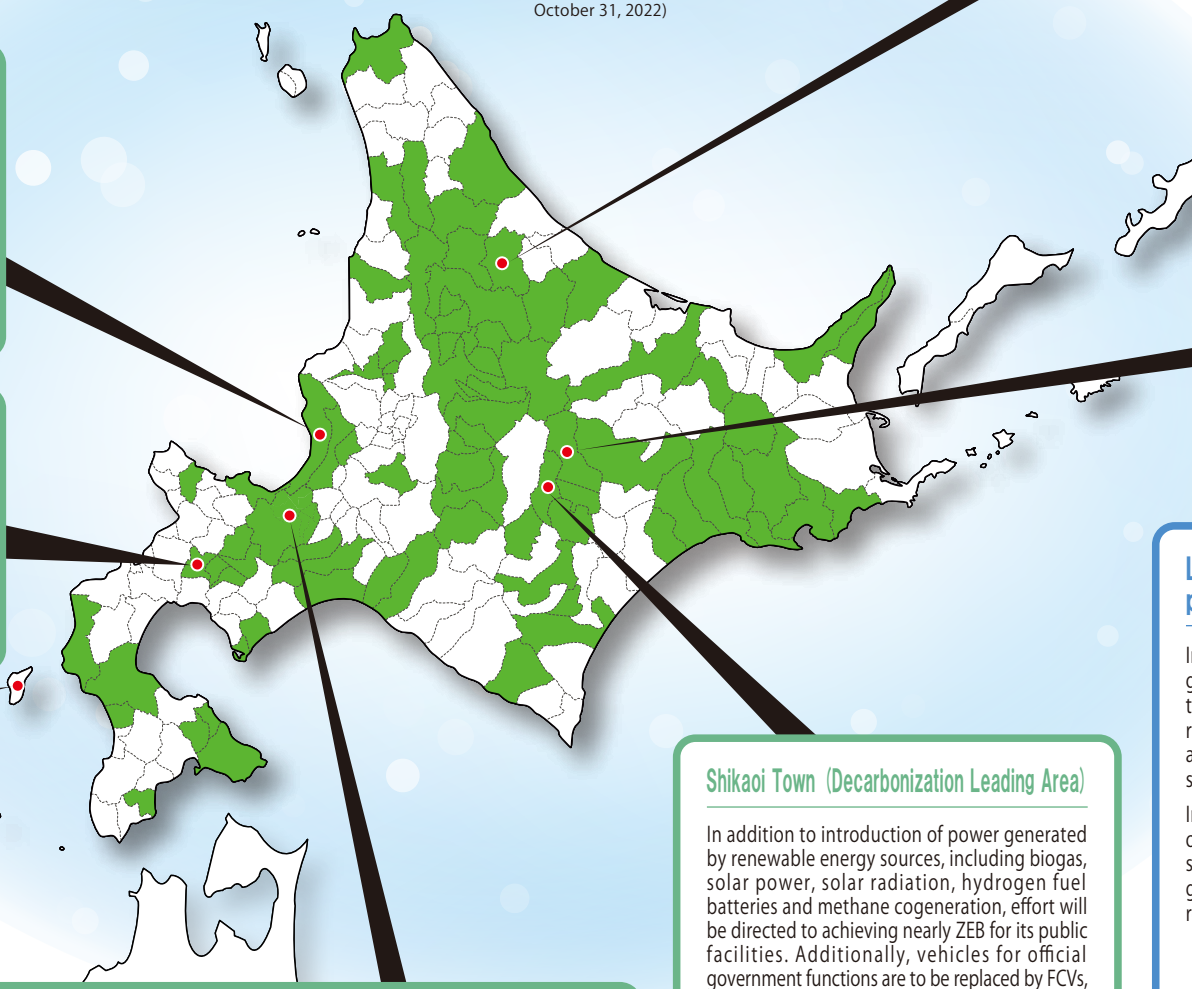 October 31, 2022)
Shikaoi Town (Decarbonization Leading Area)
In addition to introduction of power generated
by renewable energy sources, including biogas,
solar power, solar radiation, hydrogen fuel
batteries and methane cogeneration, effort will
be directed to achieving nearly ZEB for its public
facilities. Additionally, vehicles for official
government functions are to be replaced by FCVs,